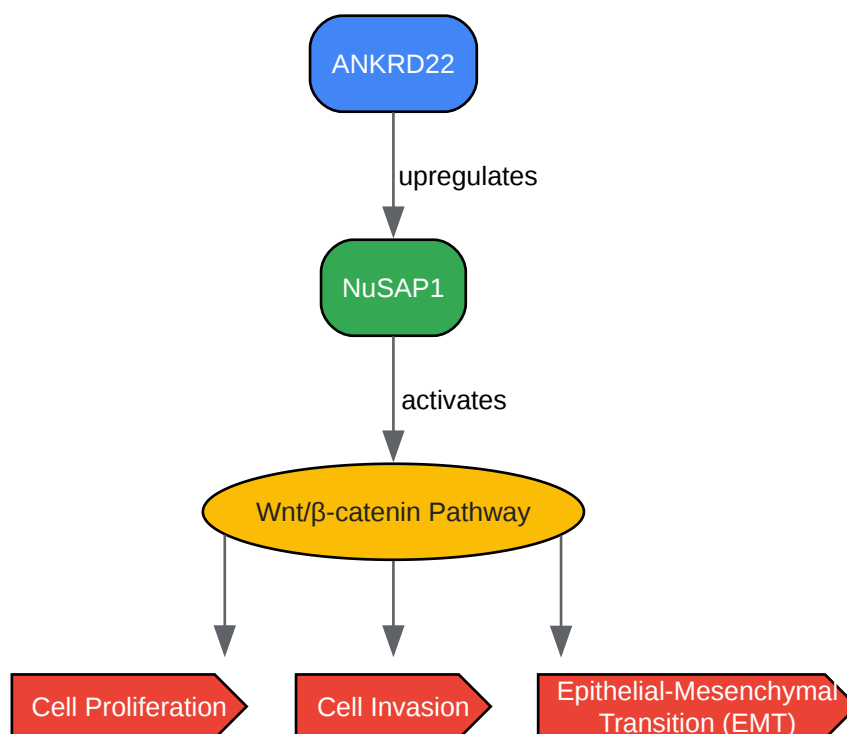 ANKRD22
upregulates
NuSAP1
activates
Wnt/β-catenin Pathway
Cell Proliferation
Cell Invasion
Epithelial-Mesenchymal
Transition (EMT)